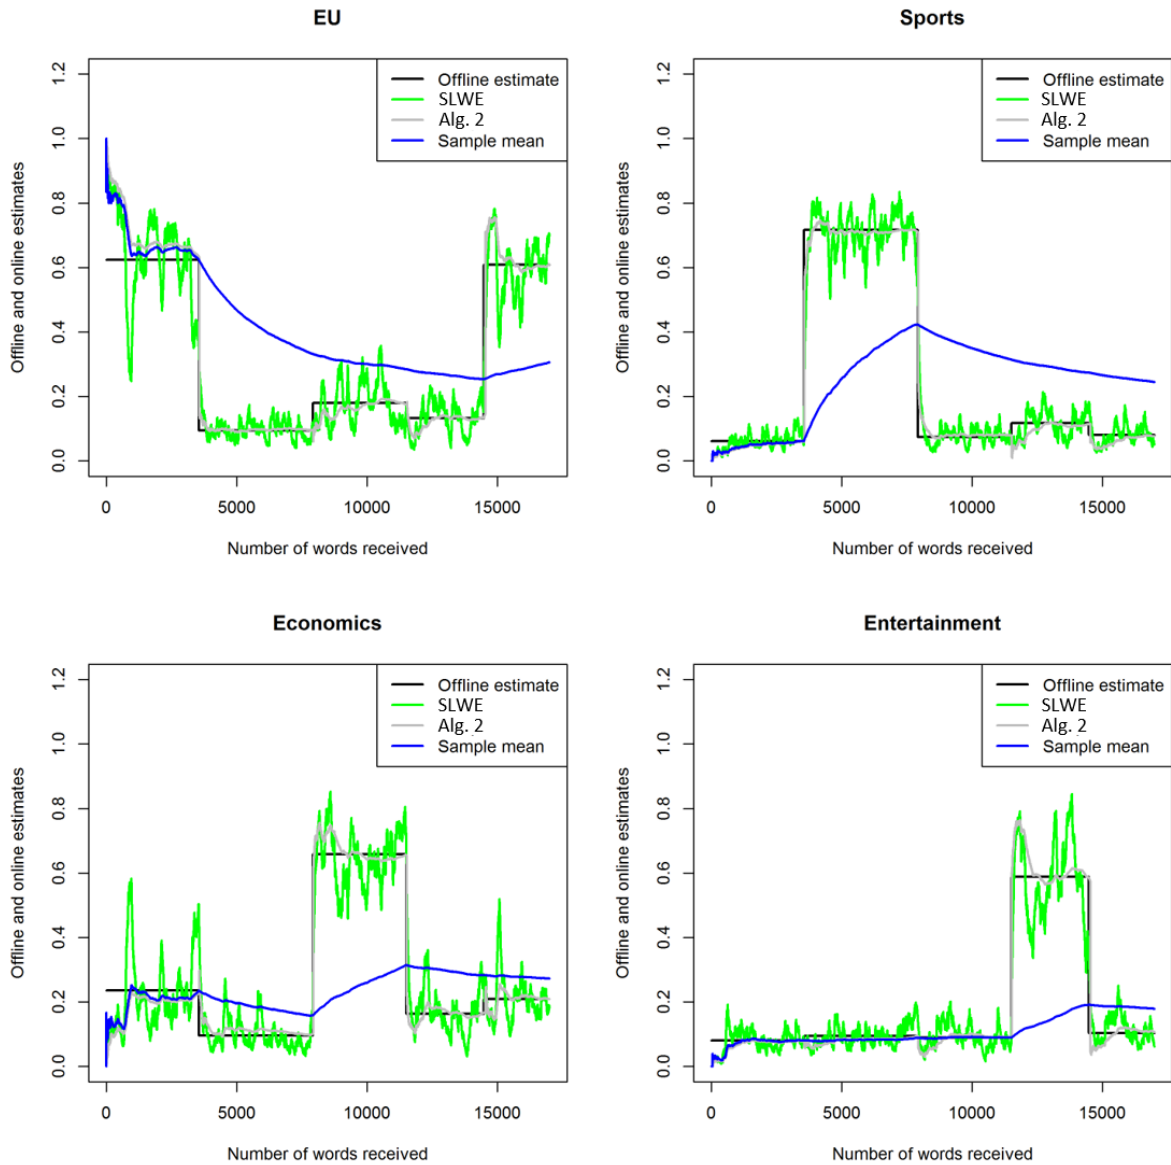 EU
Offline and online estimates
1.2
1.0
0.8
0.6
0.4
0.2
0.0
Offline estimate
SLWE
Alg. 2
Sample mean
0 5000 10000 15000
Number of words received
Sports
Offline and online estimates
1.2
1.0
0.8
0.6
0.4
0.2
0.0
Offline estimate
SLWE
Alg. 2
Sample mean
0 5000 10000 15000
Number of words received
Economics
Offline and online estimates
1.2
1.0
0.8
0.6
0.4
0.2
0.0
Offline estimate
SLWE
Alg. 2
Sample mean
0 5000 10000 15000
Number of words received
Entertainment
Offline and online estimates
1.2
1.0
0.8
0.6
0.4
0.2
0.0
Offline estimate
SLWE
Alg. 2
Sample mean
0 5000 10000 15000
Number of words received